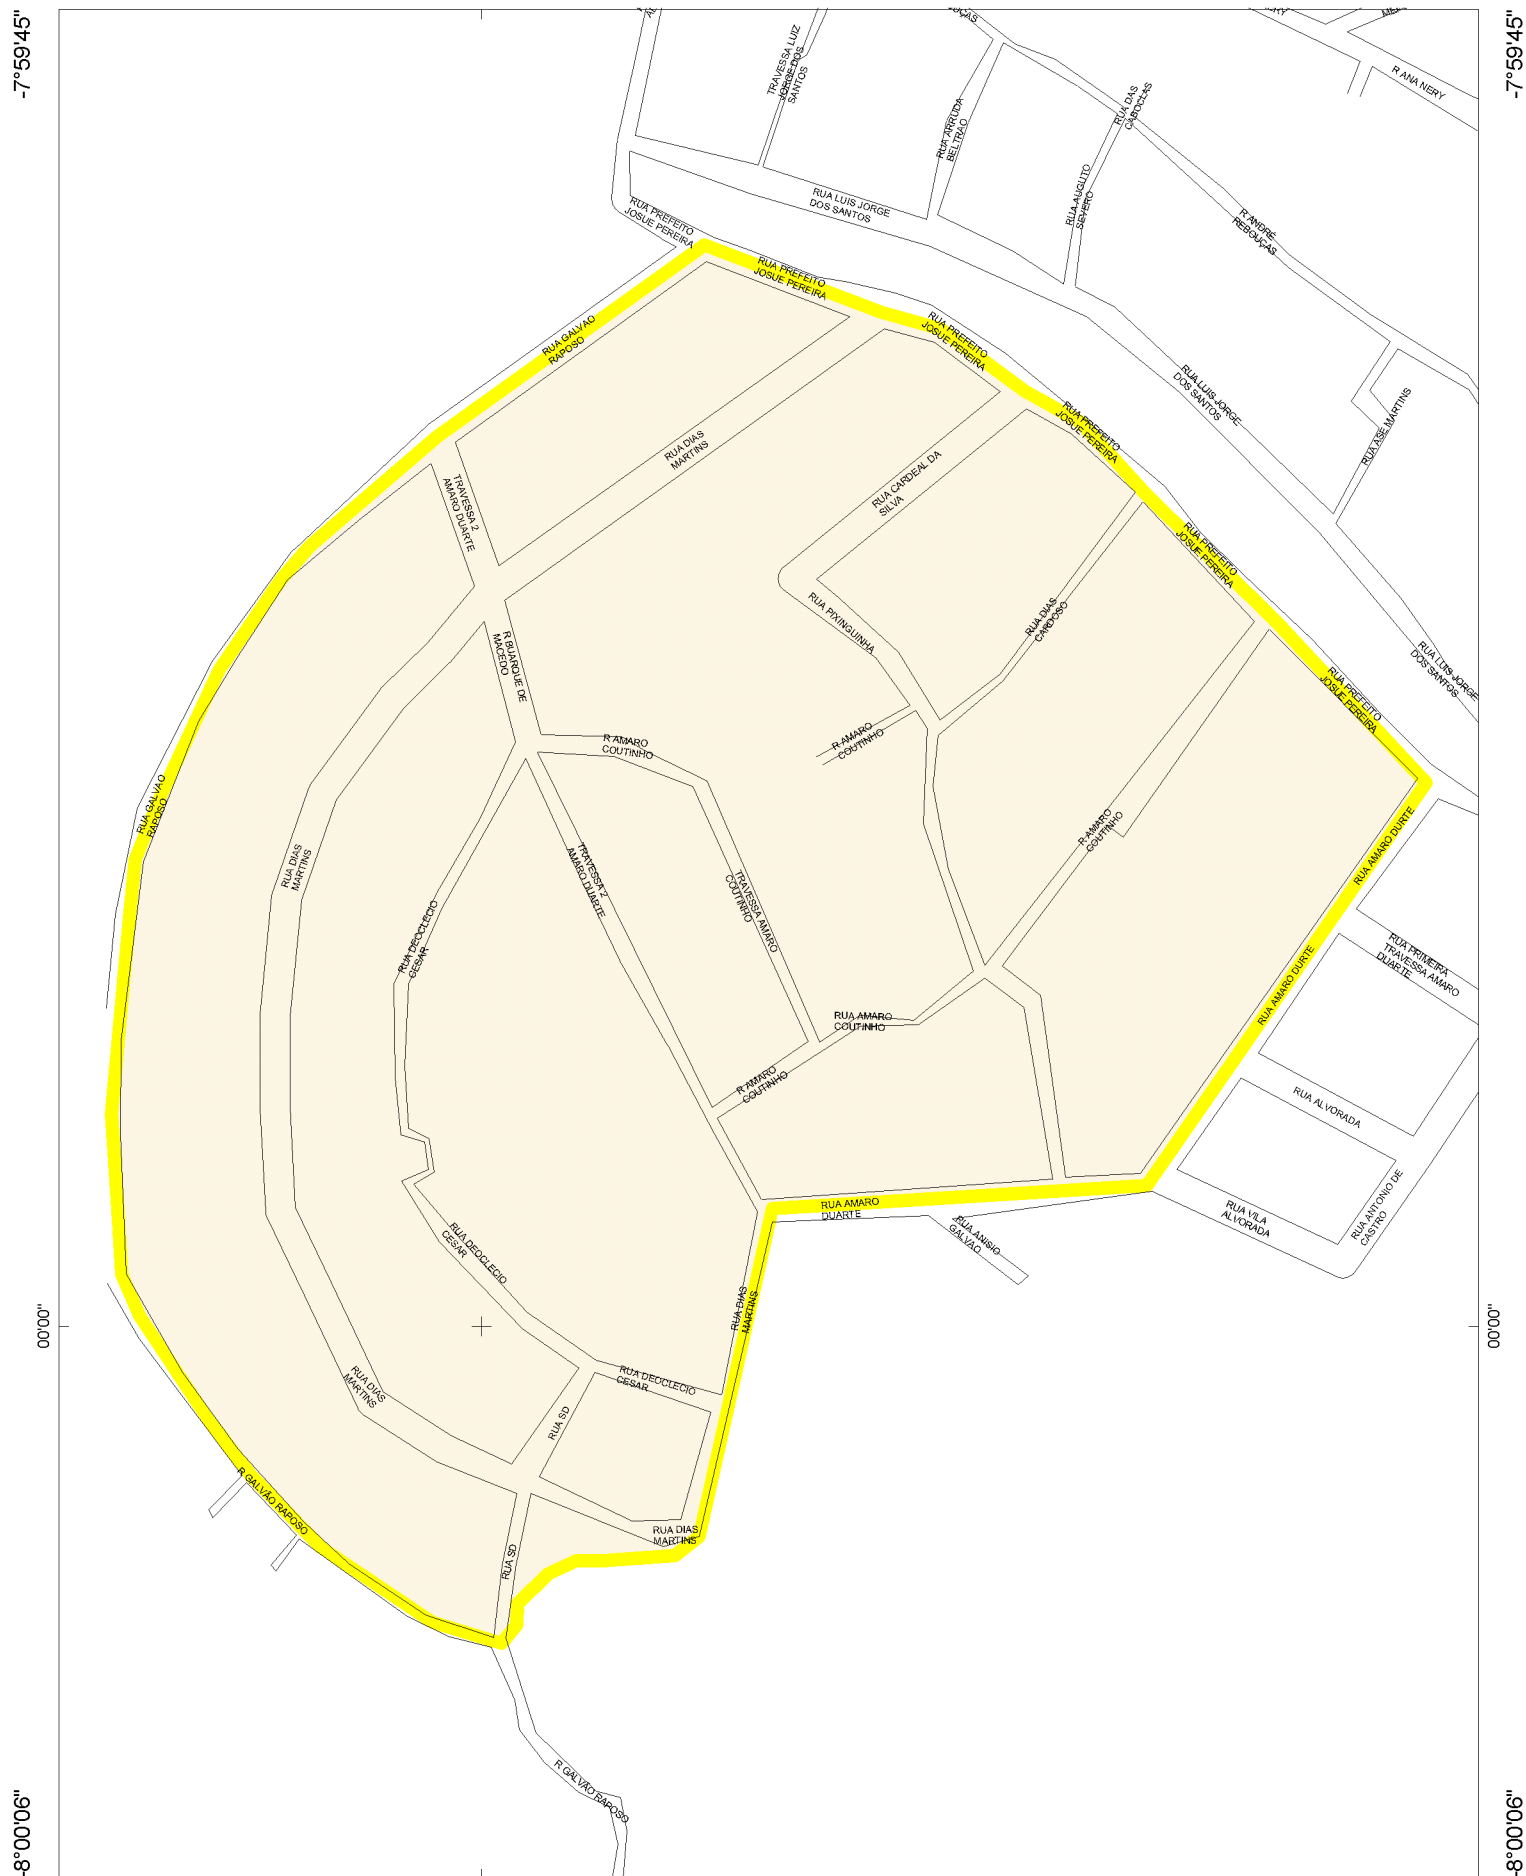 -7°59'45"
-7°59'45"
TRAVESSA LUIZ
JORGE DOS
SANTOS
R ANA NERY
RUA DAS
CABOCLAS
RUA ARRUDA
BELTRAO
RUA AUGUTO
SEVERO
RUA LUIS JORGE
DOS SANTOS
R ANDRÉ
REBOUÇAS
RUA PREFEITO
JOSUE PEREIRA
RUA PREFEITO
JOSUE PEREIRA
RUA PREFEITO
JOSUE PEREIRA
RUA GALVAO
RAPOSO
RUA LUIS JORGE
DOS SANTOS
RUA ASE MARTINS
RUA PREFEITO
JOSUE PEREIRA
RUA DIAS
MARTINS
RUA CARDEAL DA
SILVA
TRAVESSA 2
AMARO DUARTE
RUA PREFEITO
JOSUE PEREIRA
RUA PIXINGUINHA
RUA DIAS
CARDOSO
R BUARQUE DE
MACEDO
RUA LUIS JORGE
DOS SANTOS
RUA PREFEITO
JOSUE PEREIRA
R AMARO
COUTINHO
R AMARO
COUTINHO
RUA GALVAO
RAPOSO
R AMARO
COUTINHO
RUA AMARO DURTE
RUA DIAS
MARTINS
TRAVESSA 2
AMARO DUARTE
TRAVESSA AMARO
COUTINHO
RUA DEOCLECIO
CESAR
RUA PRIMEIRA
TRAVESSA AMARO
DUARTE
RUA AMARO DURTE
RUA AMARO
COUTINHO
R AMARO
COUTINHO
RUA ALVORADA
RUA AMARO
DUARTE
RUA ANISIO
GALVAO
RUA VILA
ALVORADA
RUA ANTONIO DE
CASTRO
RUA DEOCLECIO
CESAR
RUA DIAS
MARTINS
00'00"
00'00"
RUA DIAS
MARTINS
RUA DEOCLECIO
CESAR
RUA SD
R GALVÃO RAPOSO
RUA DIAS
MARTINS
RUA SD
R GALVÃO RAPOSO
-8°00'06"
-8°00'06"